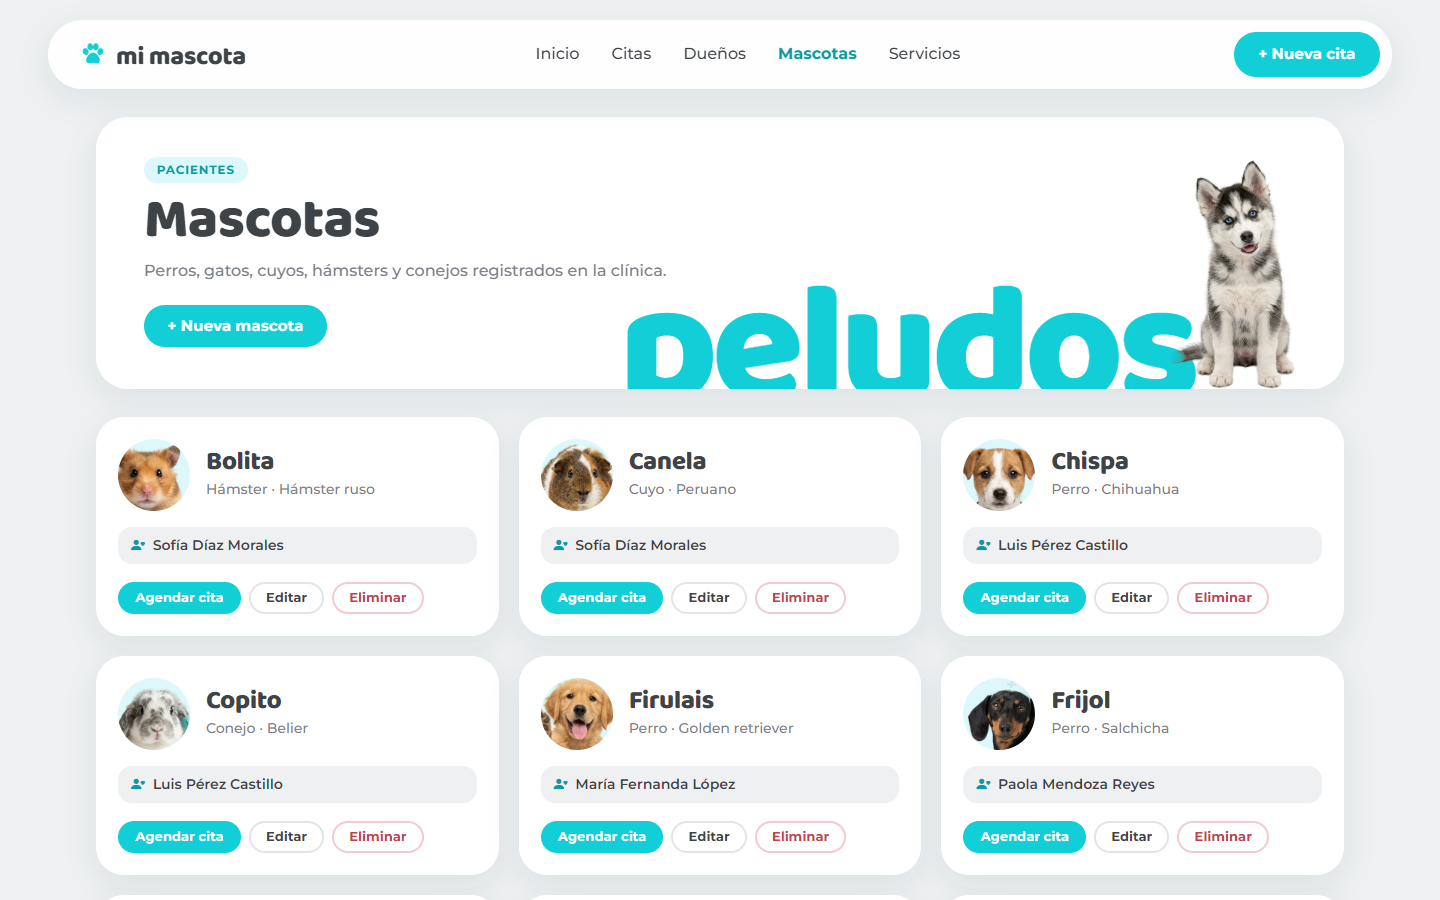 mi mascota
Inicio
Citas
Dueños
Mascotas
Servicios
+ Nueva cita
PACIENTES
Mascotas
Perros, gatos, cuyos, hámsters y conejos registrados en la clínica.
+ Nueva mascota
peludos
Bolita
Hámster · Hámster ruso
Sofía Díaz Morales
Agendar cita
Editar
Eliminar
Canela
Cuyo · Peruano
Sofía Díaz Morales
Agendar cita
Editar
Eliminar
Chispa
Perro · Chihuahua
Luis Pérez Castillo
Agendar cita
Editar
Eliminar
Copito
Conejo · Belier
Luis Pérez Castillo
Agendar cita
Editar
Eliminar
Firulais
Perro · Golden retriever
María Fernanda López
Agendar cita
Editar
Eliminar
Frijol
Perro · Salchicha
Paola Mendoza Reyes
Agendar cita
Editar
Eliminar